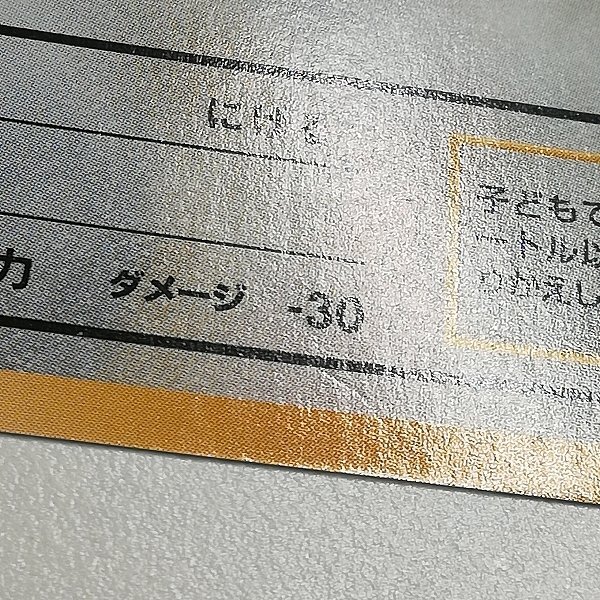 にげる
力 ダメージ -30
子どもで
ートル以
りかえし